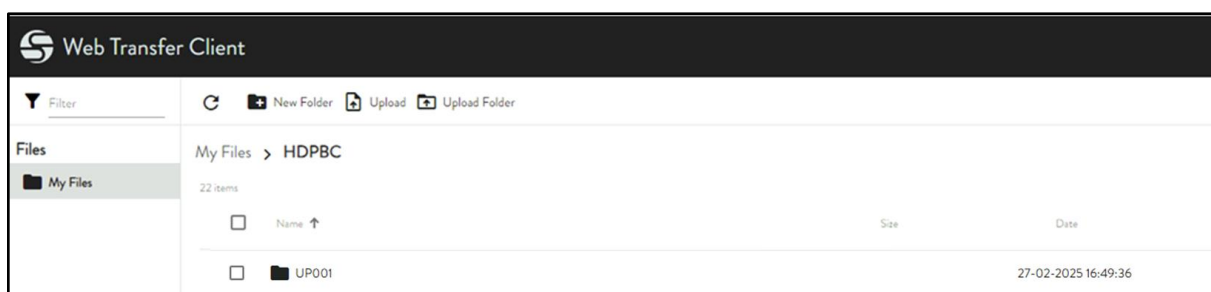 Web Transfer Client
Filter
New Folder Upload Upload Folder
Files
My Files > HDPBC
My Files
22 items
Name ↑ Size Date
UP001 27-02-2025 16:49:36